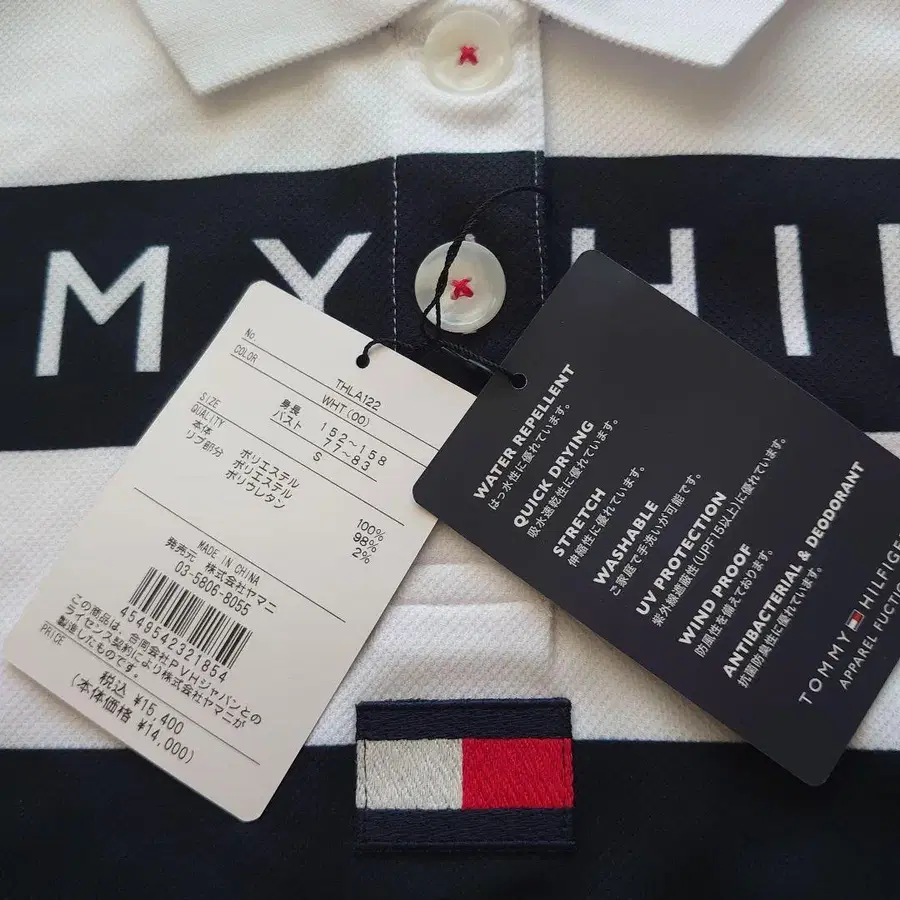 MY HI
No.
THLA122
COLOR
WHT.(00)
身長 152~158
バスト 77~83
SIZE S
QUALITY
本体 ポリエステル 100%
リブ部分 ポリエステル 98%
ポリウレタン 2%
MADE IN CHINA
発売元 株式会社ヤマニ
03-5806-8055
4549542321854
この商品は、合同会社PVHジャパンとの
ライセンス契約により株式会社ヤマニが
製造したものです。
PRICE
税込 ¥15,400
(本体価格 ¥14,000)
WATER REPELLENT
はっ水性に優れています。
QUICK DRYING
吸水速乾性に優れています。
STRETCH
伸縮性に優れています。
WASHABLE
ご家庭で手洗いが可能です。
UV PROTECTION
紫外線遮蔽性(UPF15以上)に優れています。
WIND PROOF
防風性を備えております。
ANTIBACTERIAL & DEODORANT
抗菌防臭性に優れています。
TOMMY HILFIGE
APPAREL FUCTIO